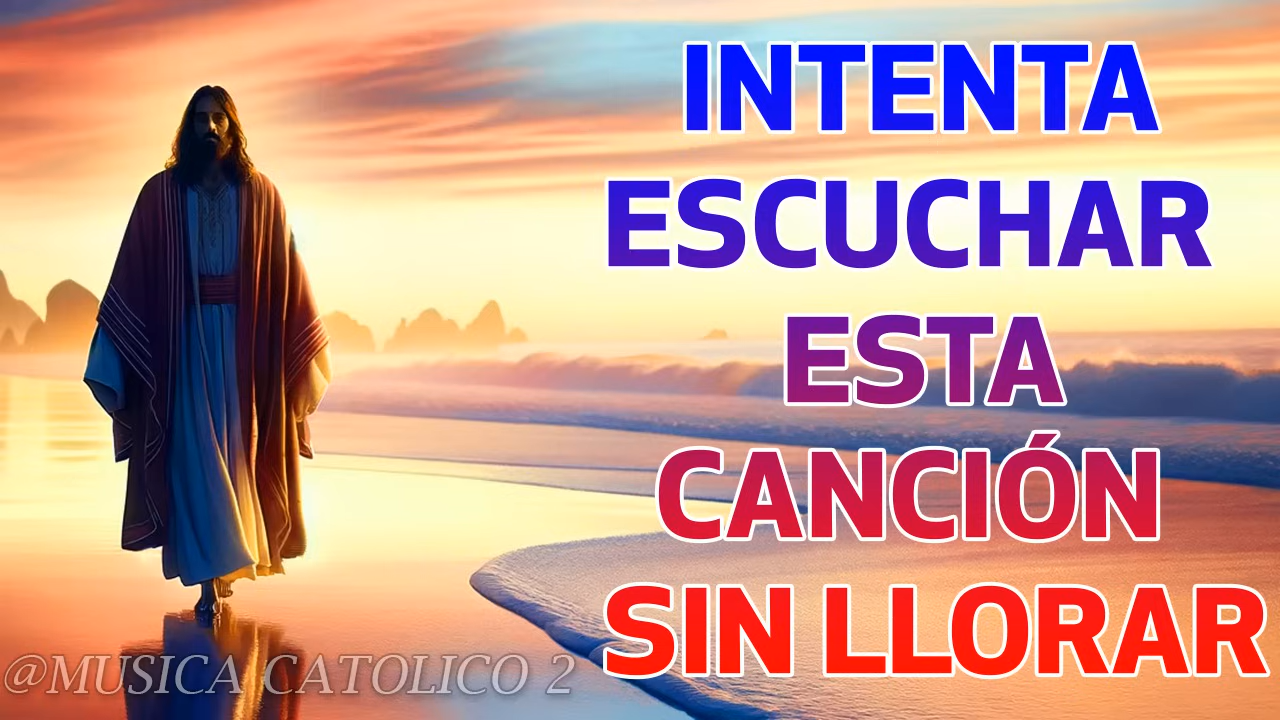 INTENTA
ESCUCHAR
ESTA
CANCIÓN
SIN LLORAR
@MUSICA CATOLICO 2